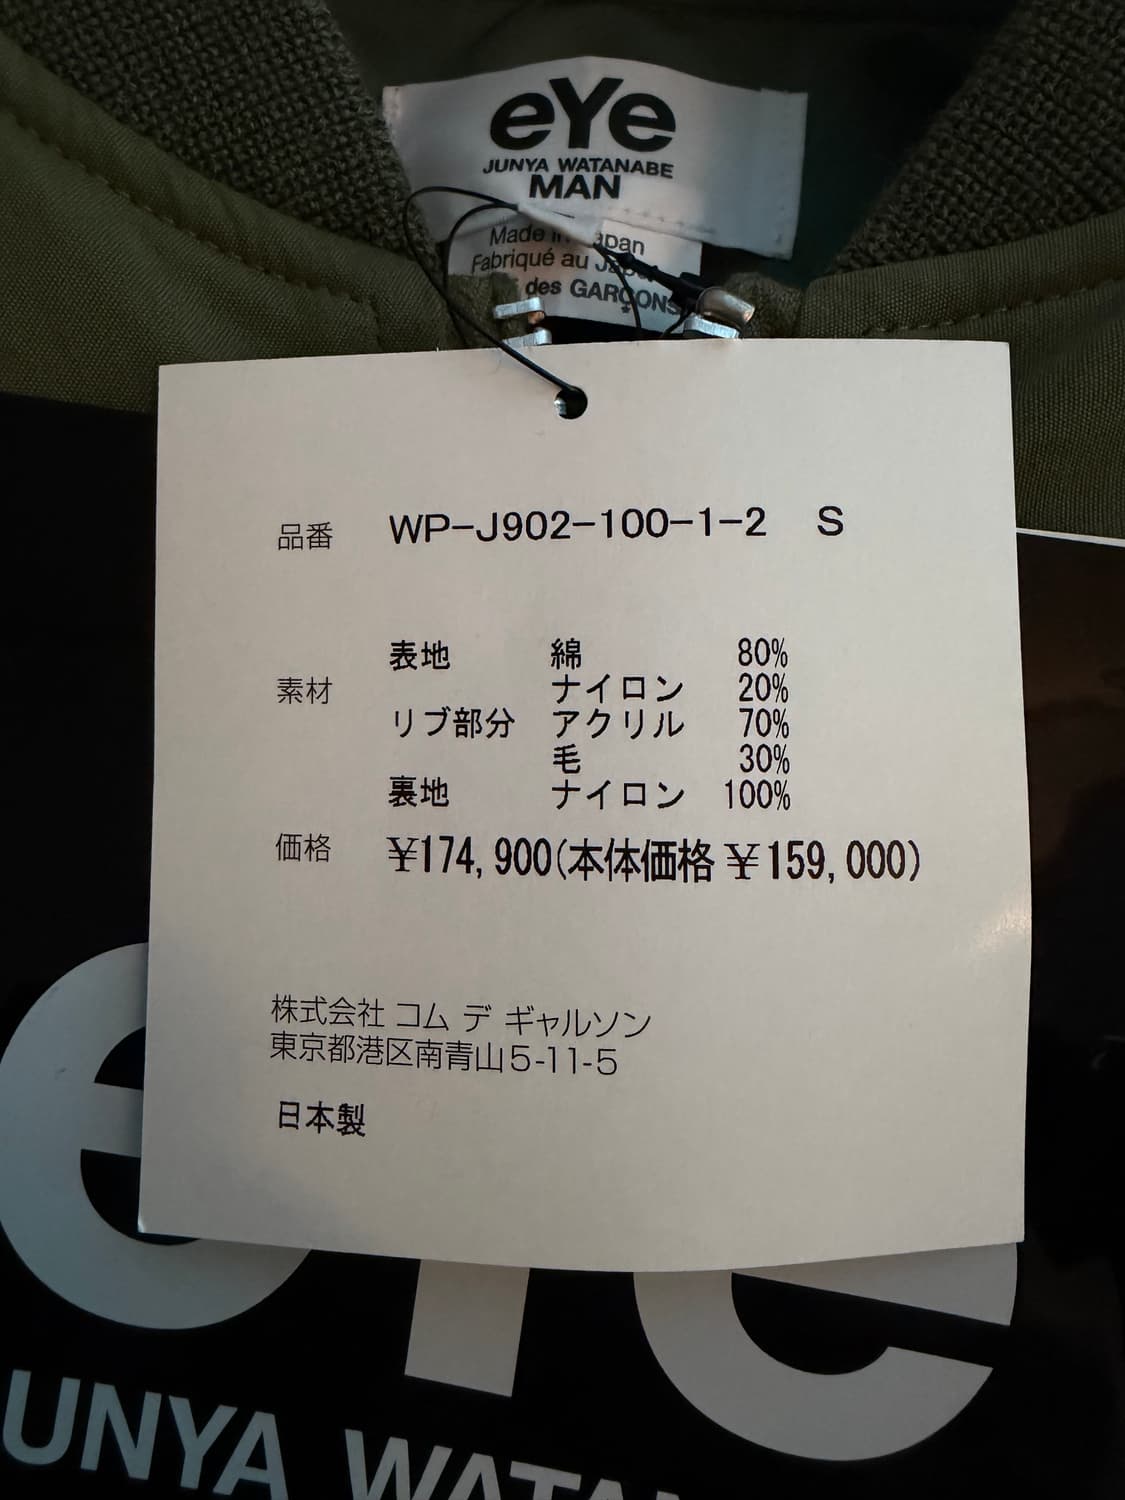 eYe
JUNYA WATANABE
MAN
Made in Japan
Fabriqué au
des GARÇONS
品番 WP-J902-100-1-2 S
素材
表地 綿 80%
ナイロン 20%
リブ部分 アクリル 70%
毛 30%
裏地 ナイロン 100%
価格 ¥174,900(本体価格 ¥159,000)
株式会社 コム デ ギャルソン
東京都港区南青山5-11-5
日本製
eYe
UNYA WATA